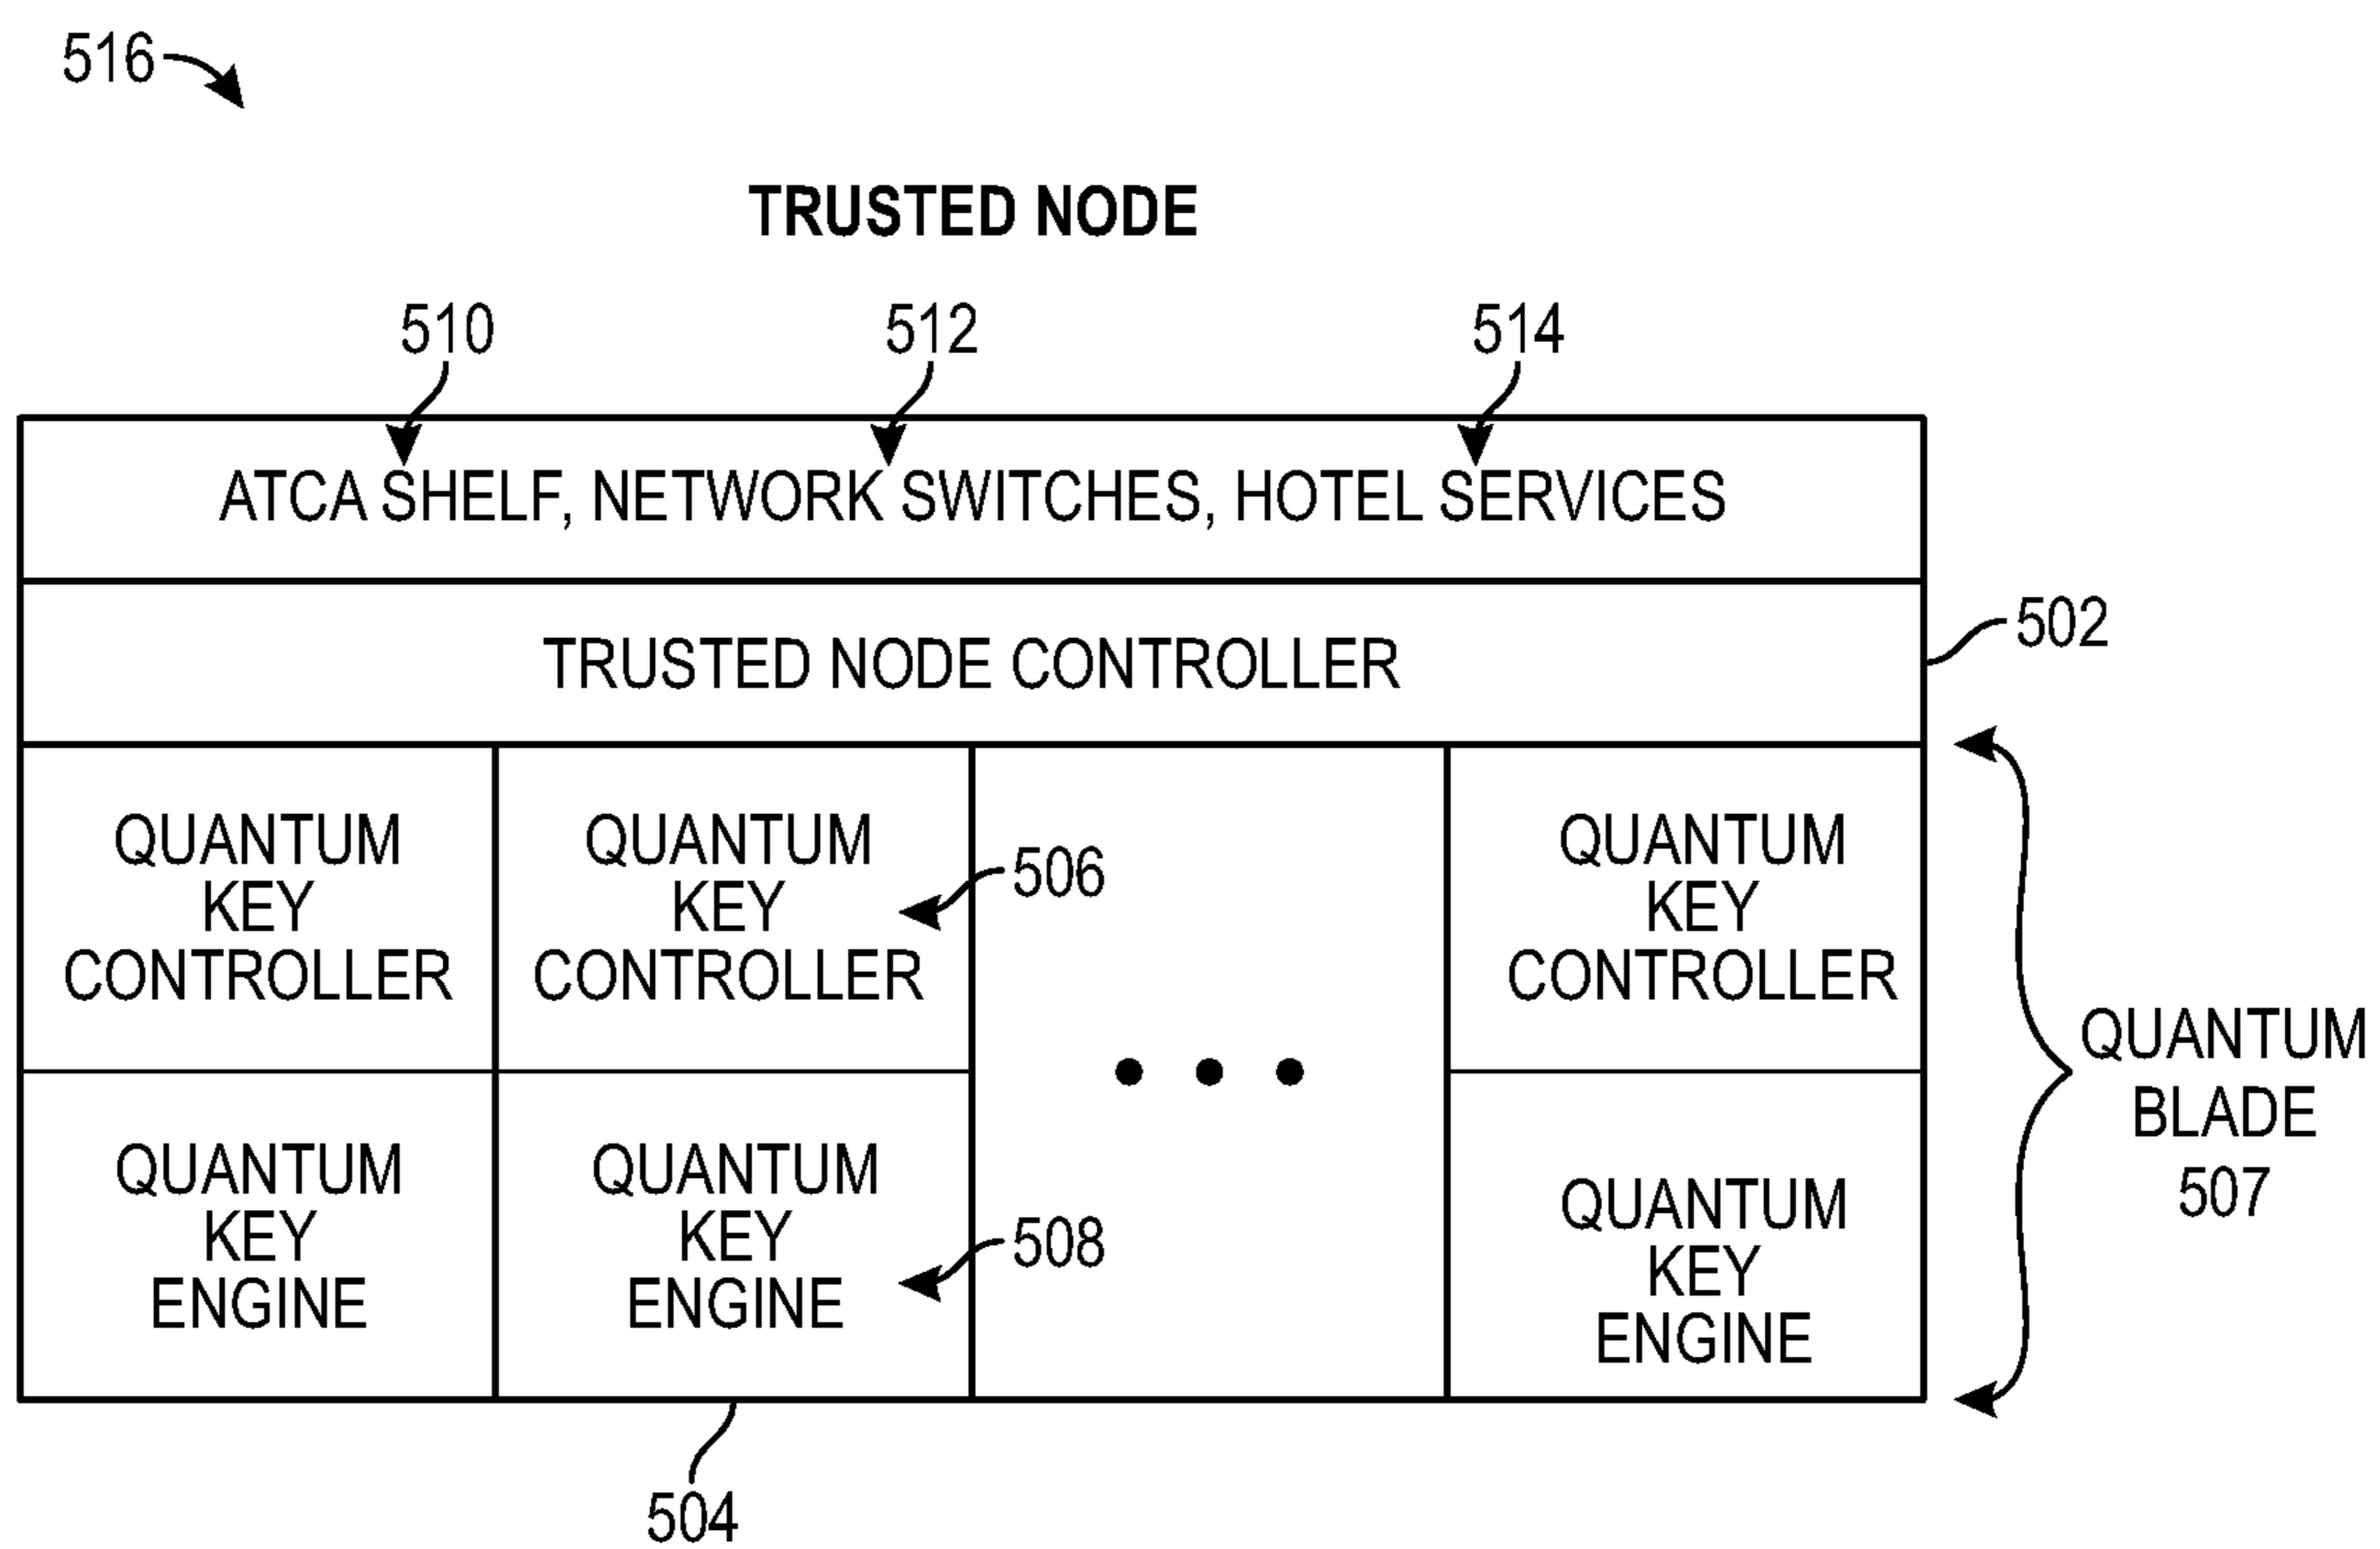 516
TRUSTED NODE
510 512 514
ATCA SHELF, NETWORK SWITCHES, HOTEL SERVICES
TRUSTED NODE CONTROLLER
502
QUANTUM
KEY
CONTROLLER
QUANTUM
KEY
CONTROLLER
506
QUANTUM
KEY
CONTROLLER
QUANTUM
KEY
ENGINE
QUANTUM
KEY
ENGINE
508
QUANTUM
KEY
ENGINE
QUANTUM
BLADE
507
504